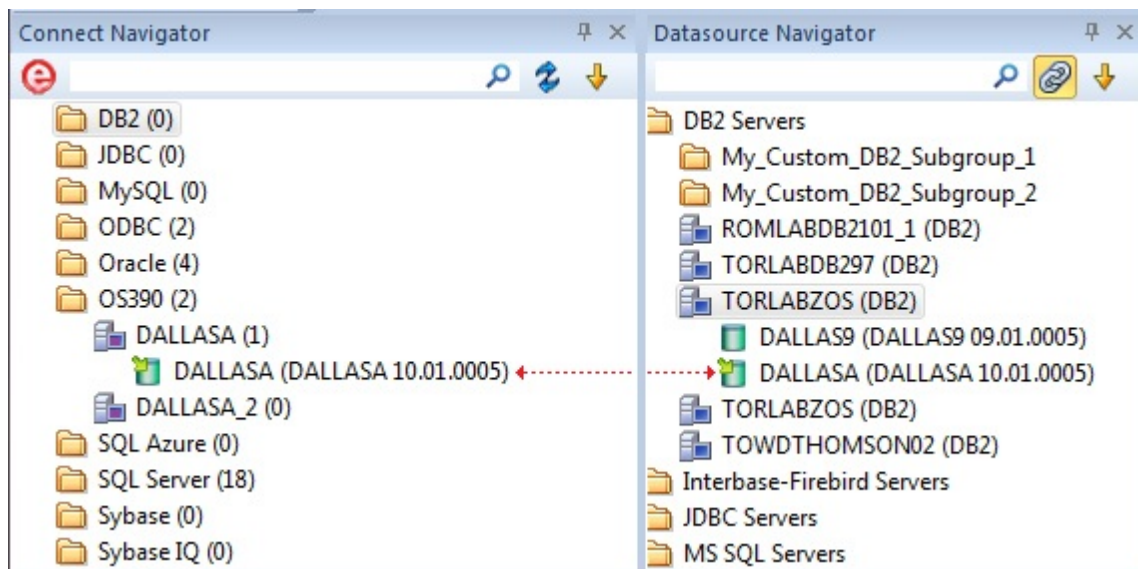 Connect Navigator
DB2 (0)
JDBC (0)
MySQL (0)
ODBC (2)
Oracle (4)
OS390 (2)
DALLASA (1)
DALLASA (DALLASA 10.01.0005)
DALLASA_2 (0)
SQL Azure (0)
SQL Server (18)
Sybase (0)
Sybase IQ (0)
Datasource Navigator
DB2 Servers
My_Custom_DB2_Subgroup_1
My_Custom_DB2_Subgroup_2
ROMLABDB2101_1 (DB2)
TORLABDB297 (DB2)
TORLABZOS (DB2)
DALLAS9 (DALLAS9 09.01.0005)
DALLASA (DALLASA 10.01.0005)
TORLABZOS (DB2)
TOWDTHOMSON02 (DB2)
Interbase-Firebird Servers
JDBC Servers
MS SQL Servers